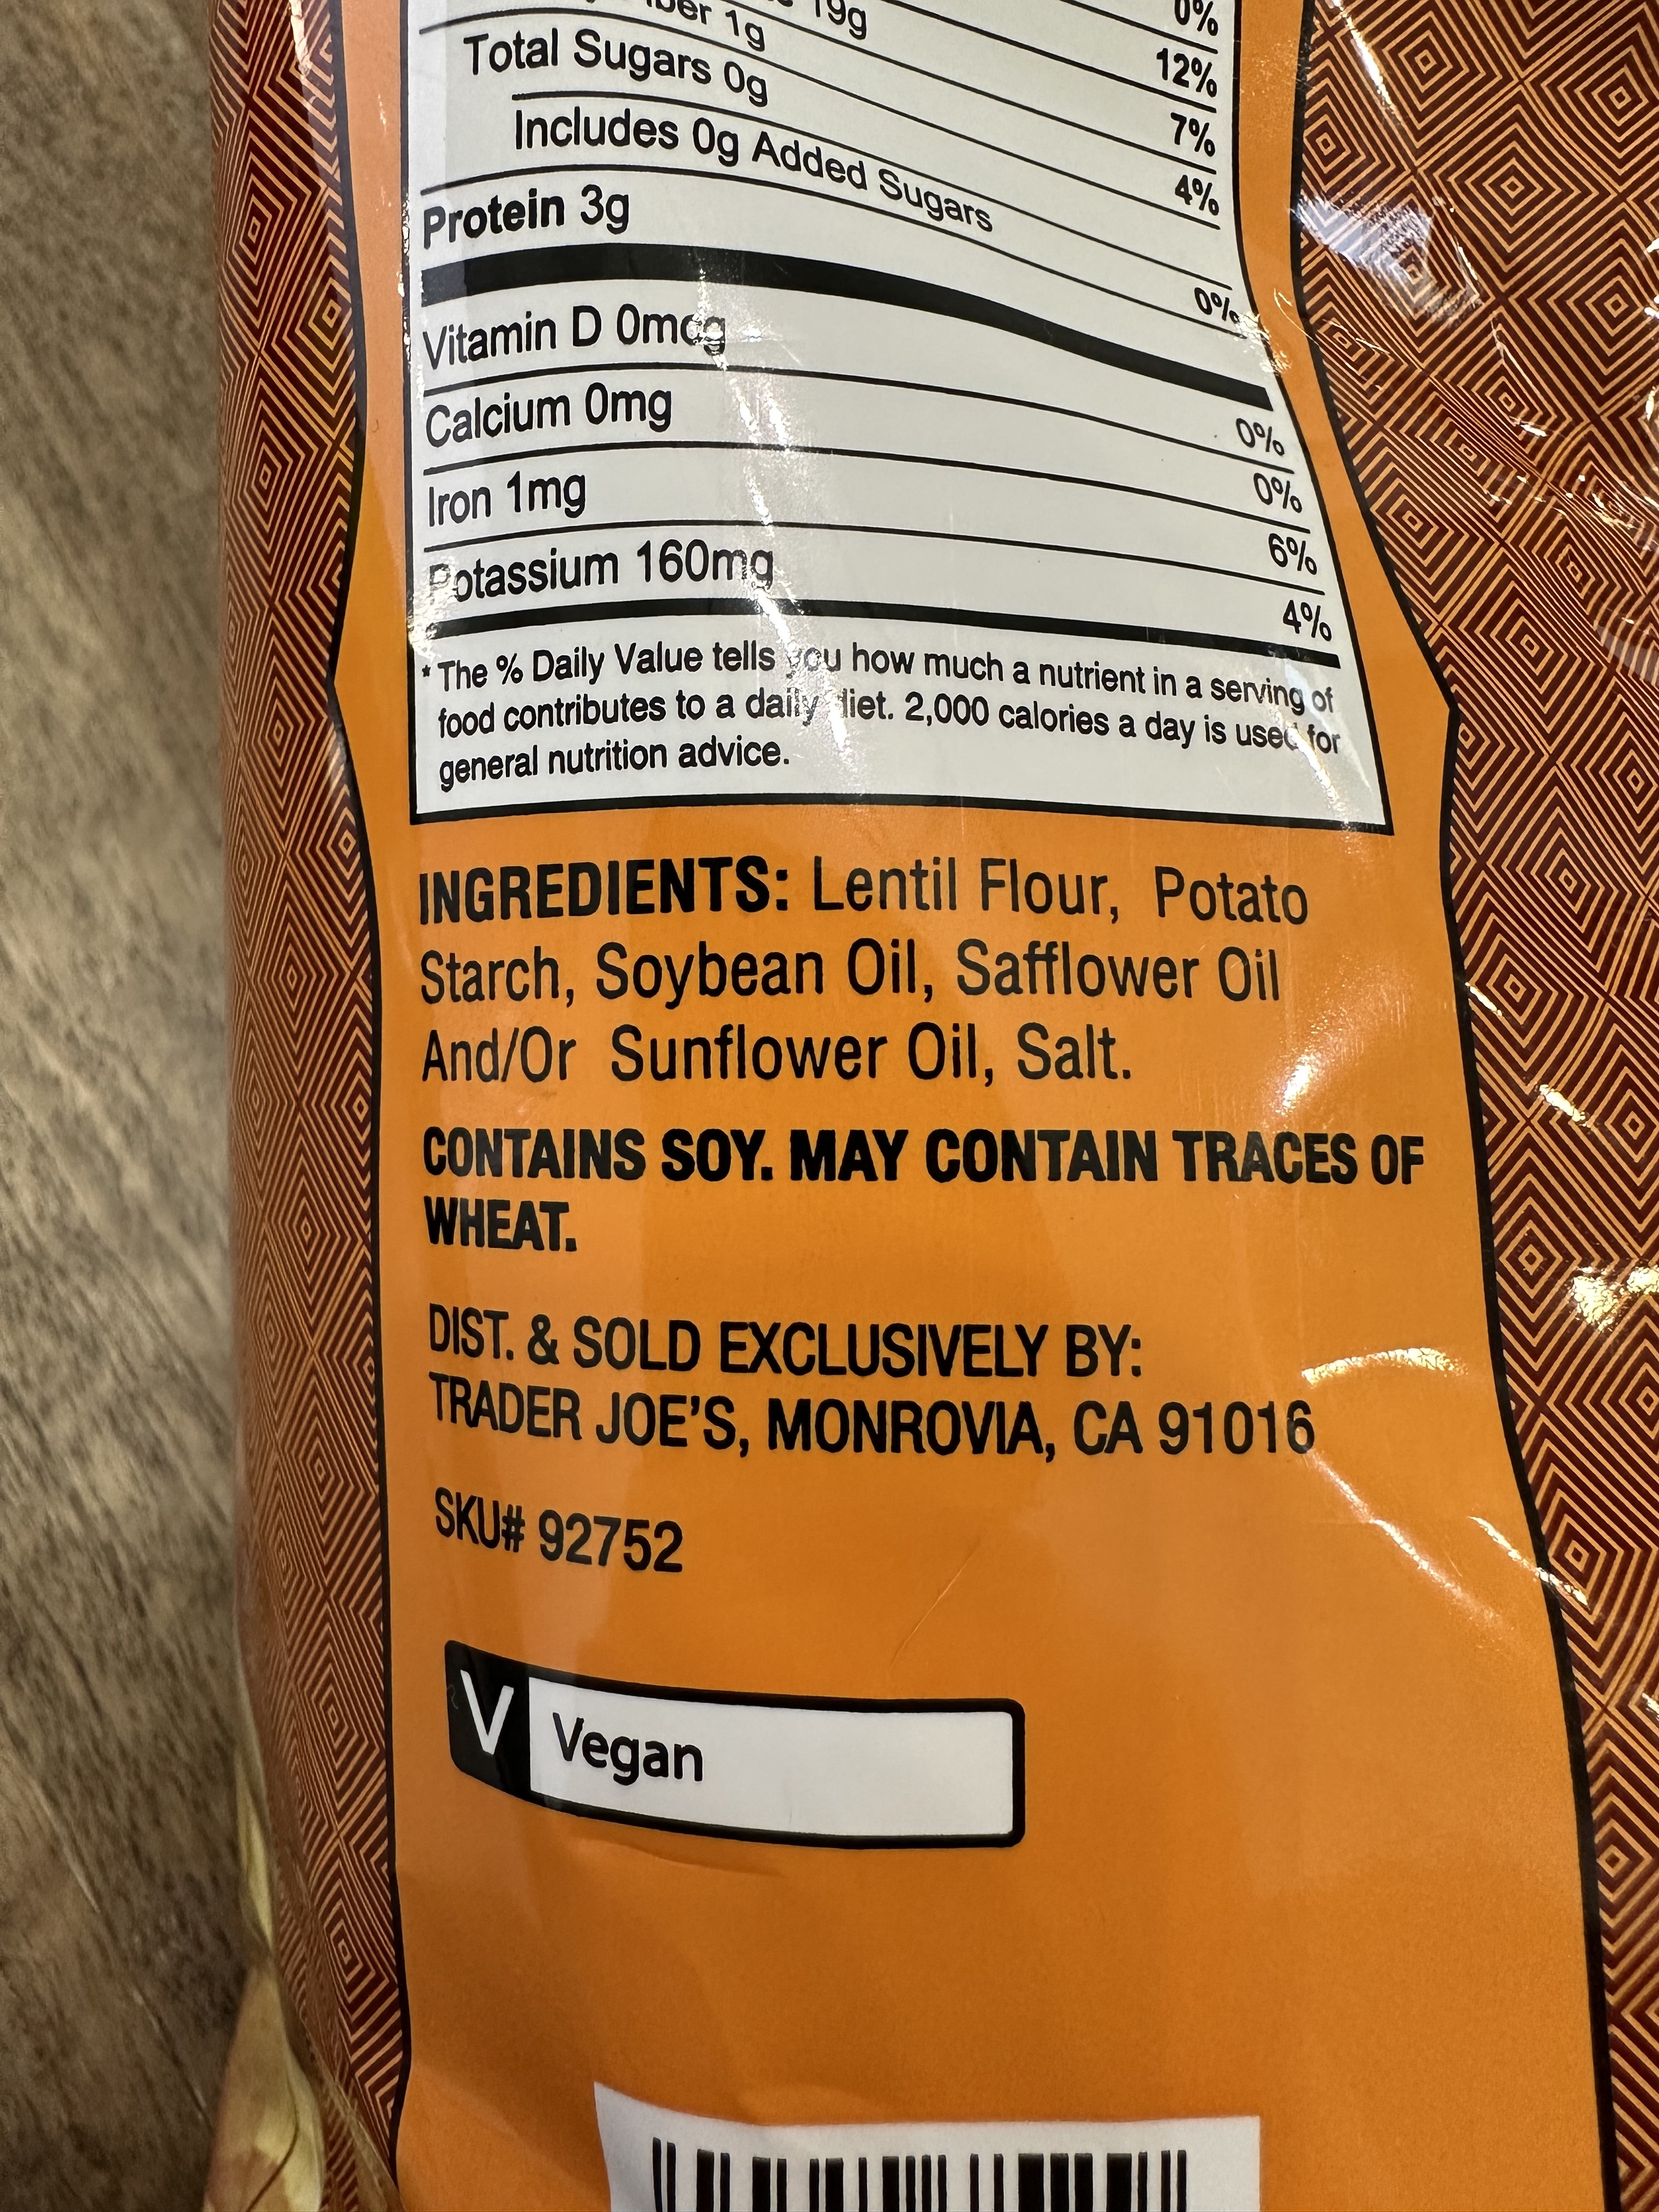 0%
19g 12%
1g 7%
Total Sugars 0g 4%
Includes 0g Added Sugars 0%
Protein 3g
Vitamin D 0mcg 0%
Calcium 0mg 0%
Iron 1mg 6%
Potassium 160mg 4%
* The % Daily Value tells you how much a nutrient in a serving of
food contributes to a daily diet. 2,000 calories a day is used for
general nutrition advice.
INGREDIENTS: Lentil Flour, Potato
Starch, Soybean Oil, Safflower Oil
And/Or Sunflower Oil, Salt.
CONTAINS SOY. MAY CONTAIN TRACES OF
WHEAT.
DIST. & SOLD EXCLUSIVELY BY:
TRADER JOE'S, MONROVIA, CA 91016
SKU# 92752
V Vegan